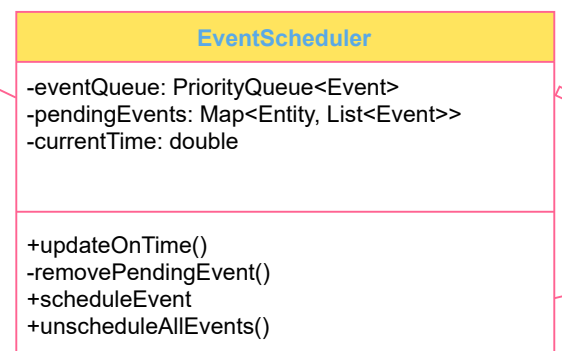 EventScheduler
-eventQueue: PriorityQueue<Event>
-pendingEvents: Map<Entity, List<Event>>
-currentTime: double
+updateOnTime()
-removePendingEvent()
+scheduleEvent
+unscheduleAllEvents()